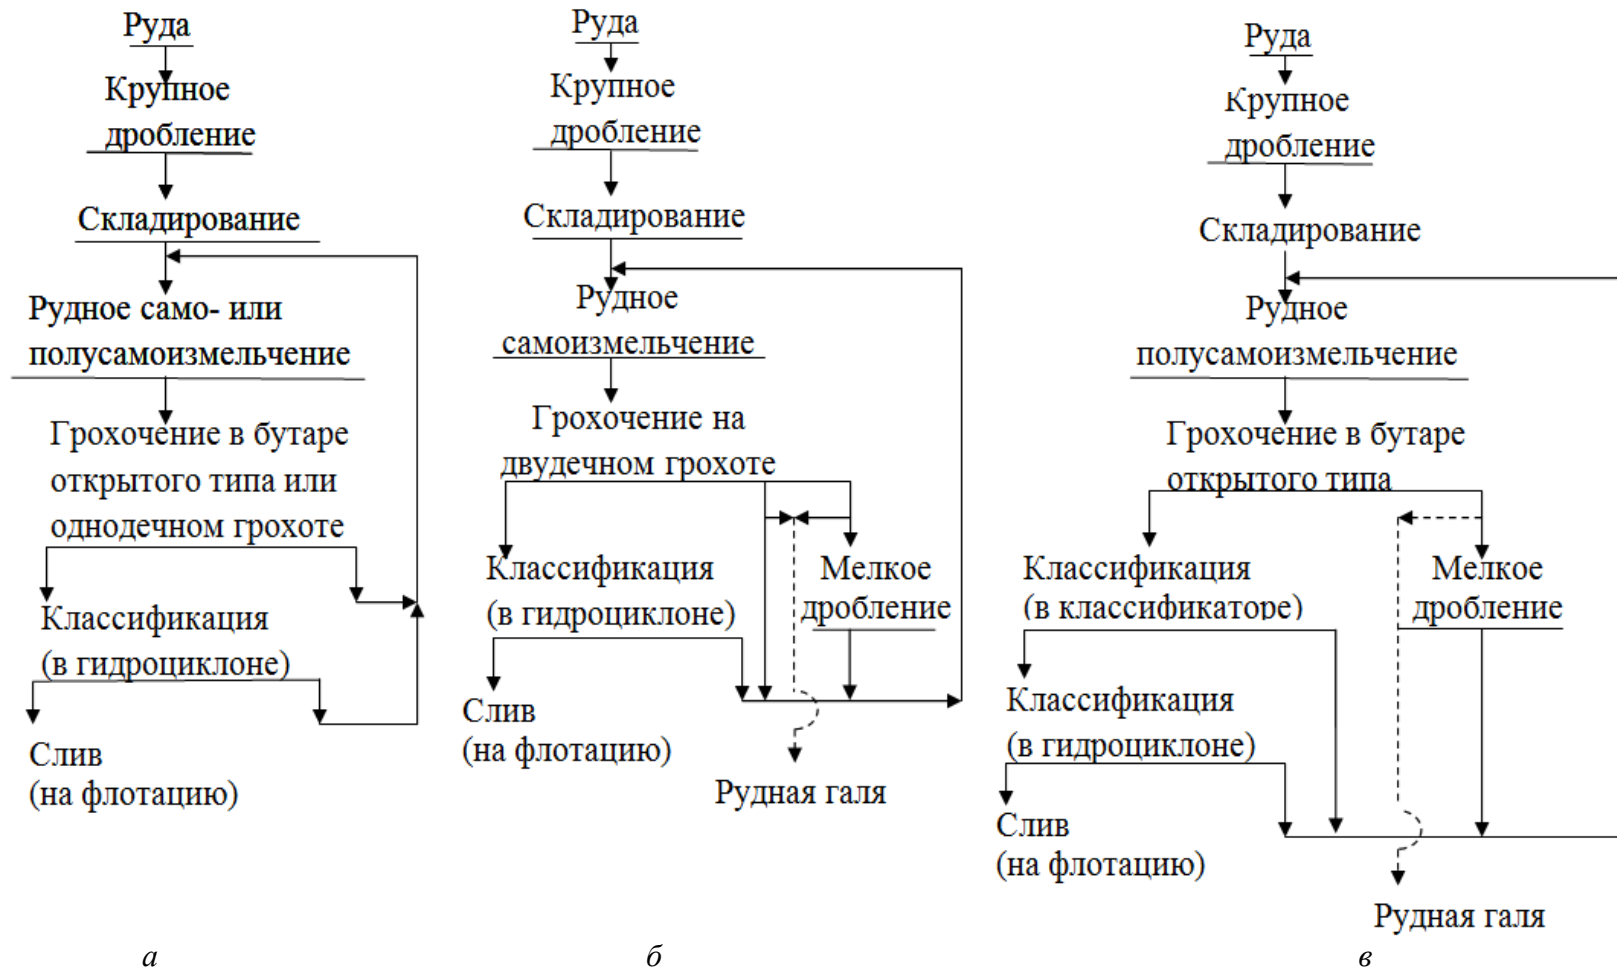 Руда
Крупное
дробление
Складирование
Рудное само- или
полусамоизмельчение
Грохочение в бутаре
открытого типа или
однодечном грохоте
Классификация
(в гидроциклоне)
Слив
(на флотацию)
а
Руда
Крупное
дробление
Складирование
Рудное
самоизмельчение
Грохочение на
двудечном грохоте
Классификация
(в гидроциклоне)
Мелкое
дробление
Слив
(на флотацию)
Рудная галя
б
Руда
Крупное
дробление
Складирование
Рудное
полусамоизмельчение
Грохочение в бутаре
открытого типа
Классификация
(в классификаторе)
Мелкое
дробление
Классификация
(в гидроциклоне)
Слив
(на флотацию)
Рудная галя
в